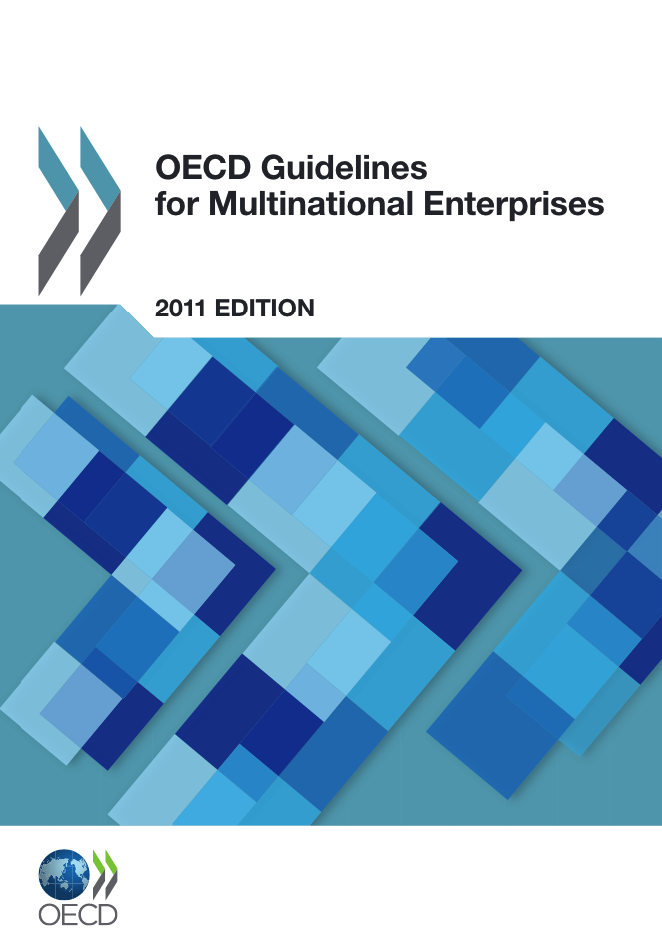 OECD Guidelines
for Multinational Enterprises
2011 EDITION
OECD